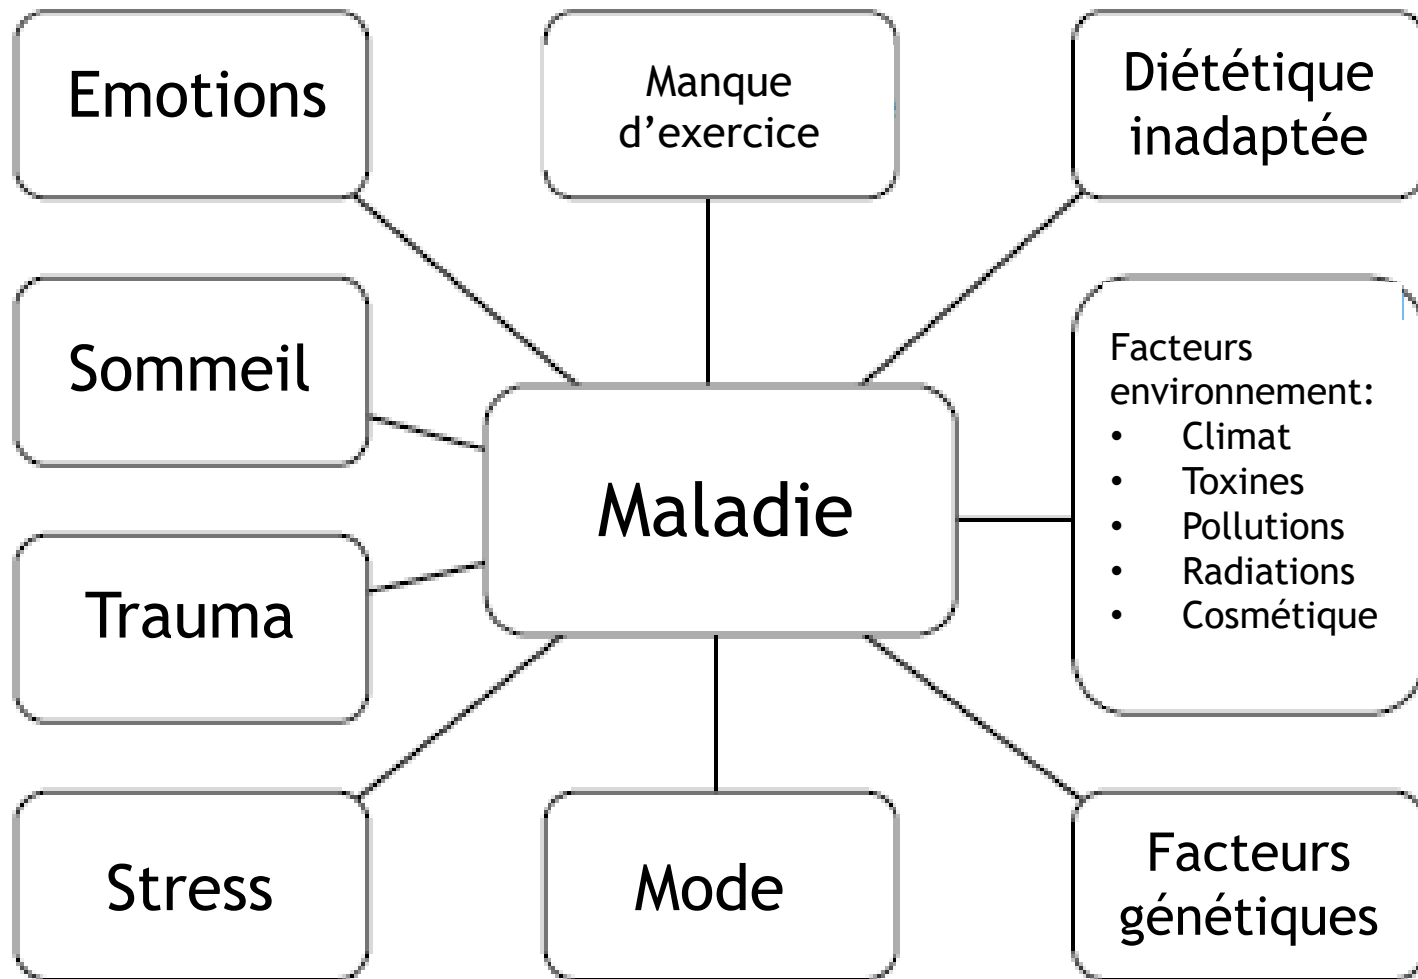 Emotions
Manque
d’exercice
Diététique
inadaptée
Sommeil
Facteurs
environnement:
• Climat
• Toxines
• Pollutions
• Radiations
• Cosmétique
Maladie
Trauma
Stress
Mode
Facteurs
génétiques